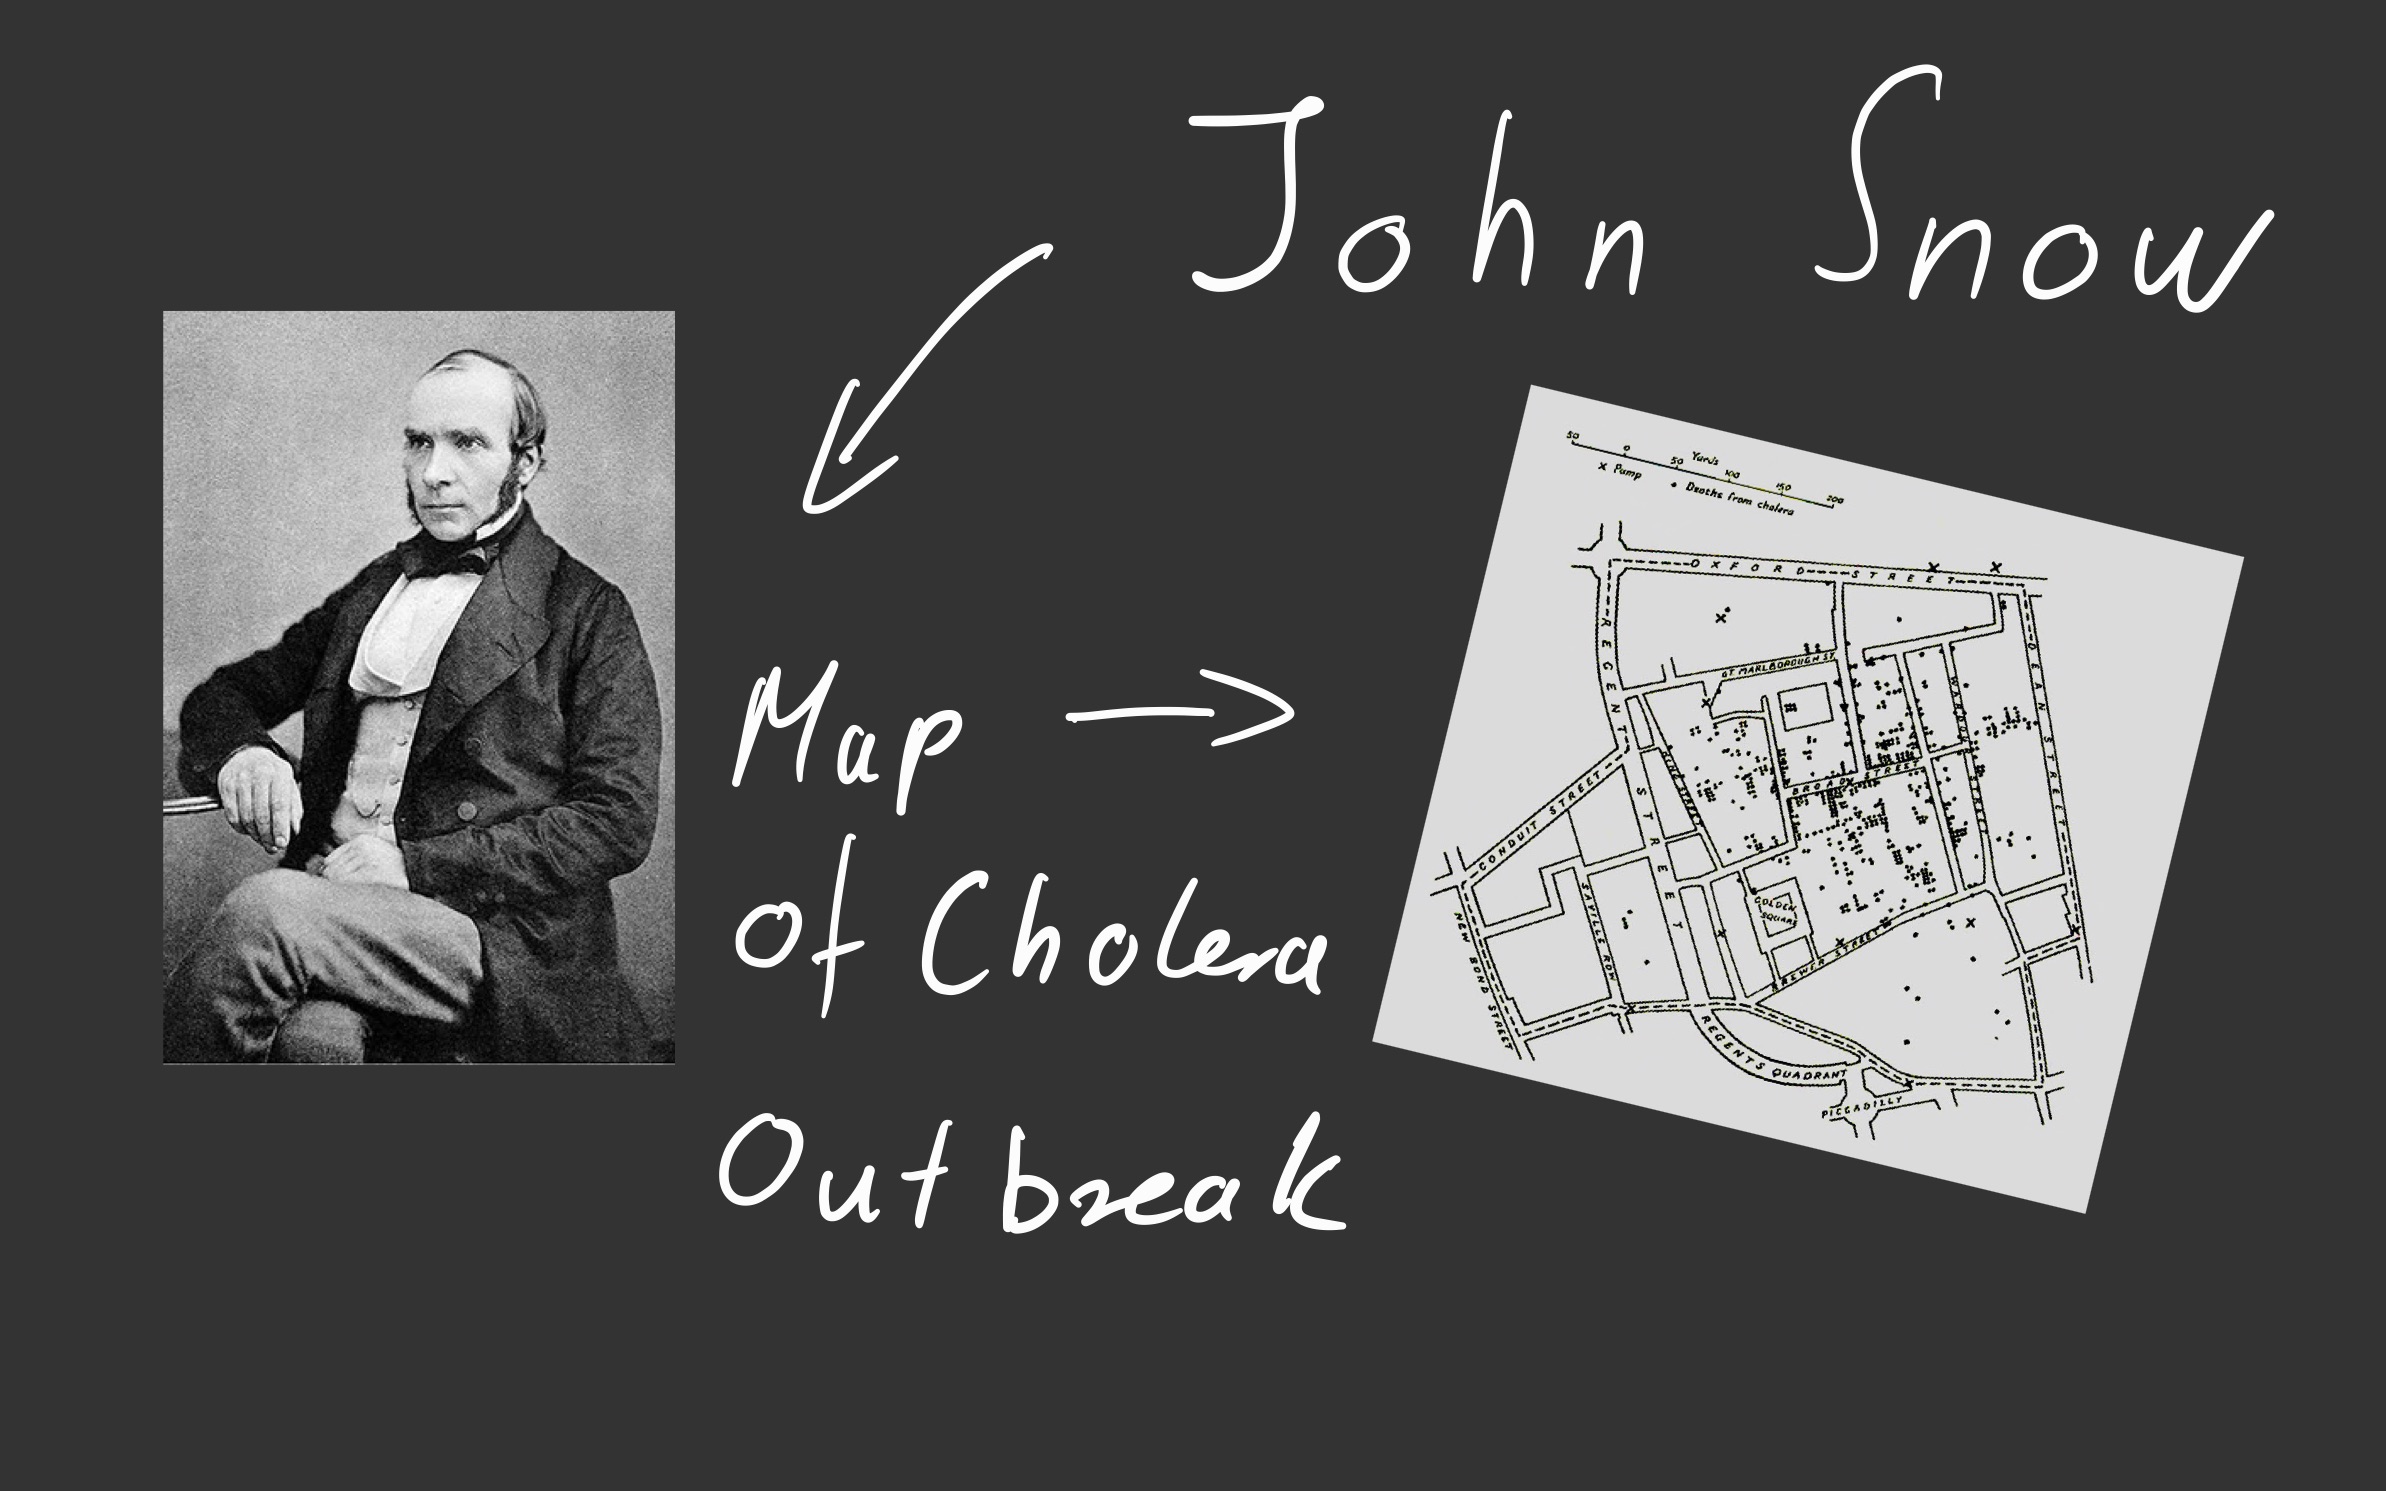 John Snow
Map
of Cholera
Outbreak
50 0 50 Yards 100 150 200
x Pump • Deaths from cholera
OXFORD STREET
REGENT STREET
GT MARLBOROUGH ST
DEAN STREET
WARDOUR STREET
BROAD STREET
KING STREET
CONDUIT STREET
SAVILLE ROW
GOLDEN
SQUARE
BREWER STREET
NEW BOND STREET
REGENTS QUADRANT
PICCADILLY